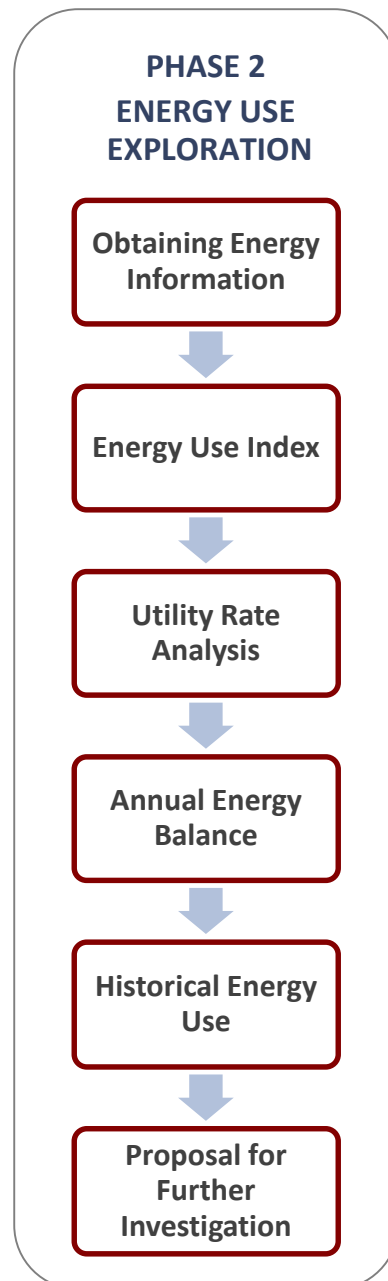 PHASE 2
ENERGY USE
EXPLORATION
Obtaining Energy
Information
Energy Use Index
Utility Rate
Analysis
Annual Energy
Balance
Historical Energy
Use
Proposal for
Further
Investigation